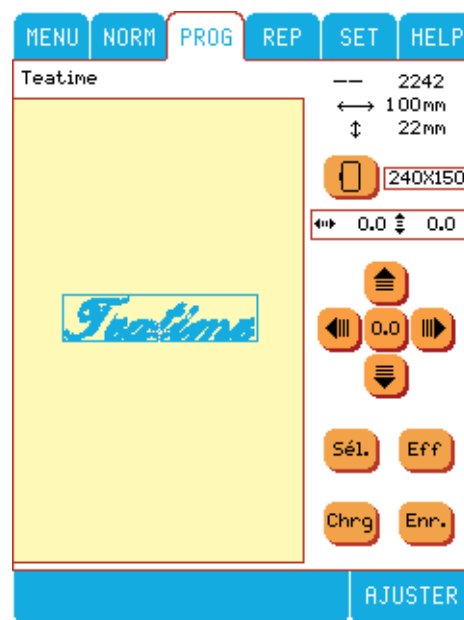 MENU NORM PROG REP SET HELP
Teatime
-- 2242
100mm
22mm
240X150
0.0 0.0
Teatime
0.0
Sél. Eff
Chrg Enr.
AJUSTER